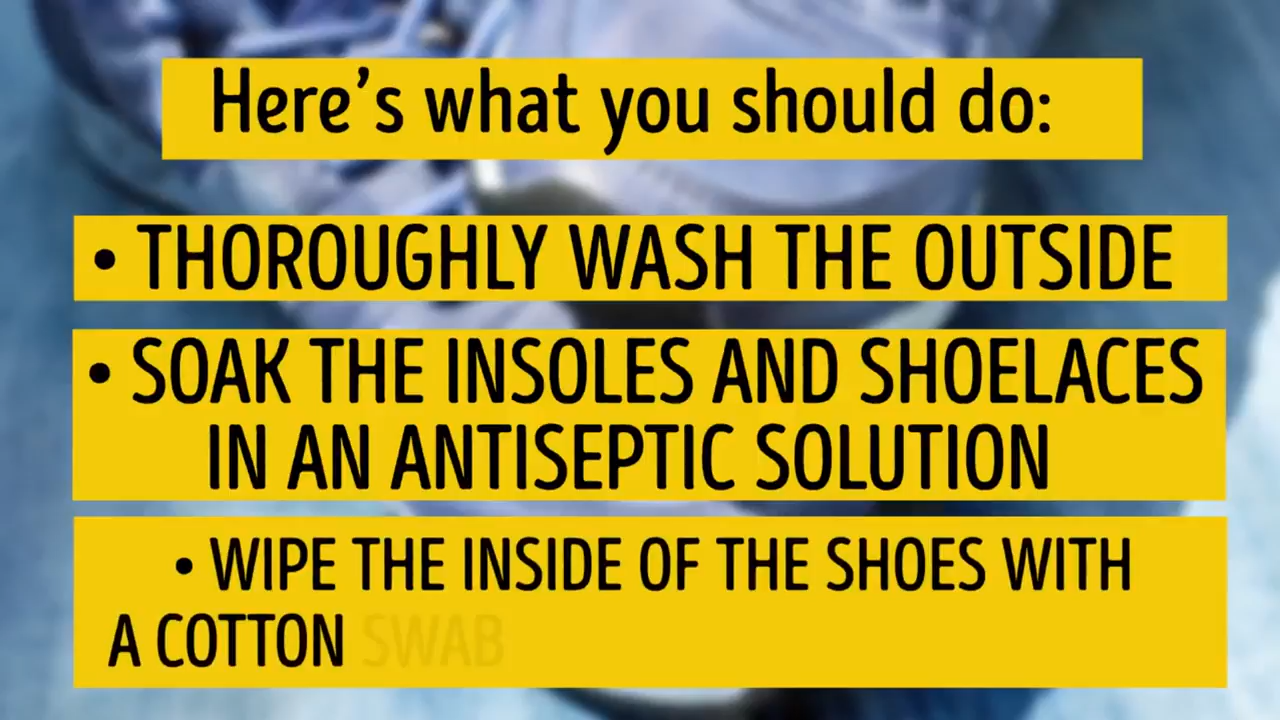 Here's what you should do:
• THOROUGHLY WASH THE OUTSIDE
• SOAK THE INSOLES AND SHOELACES
IN AN ANTISEPTIC SOLUTION
• WIPE THE INSIDE OF THE SHOES WITH
A COTTON SWAB